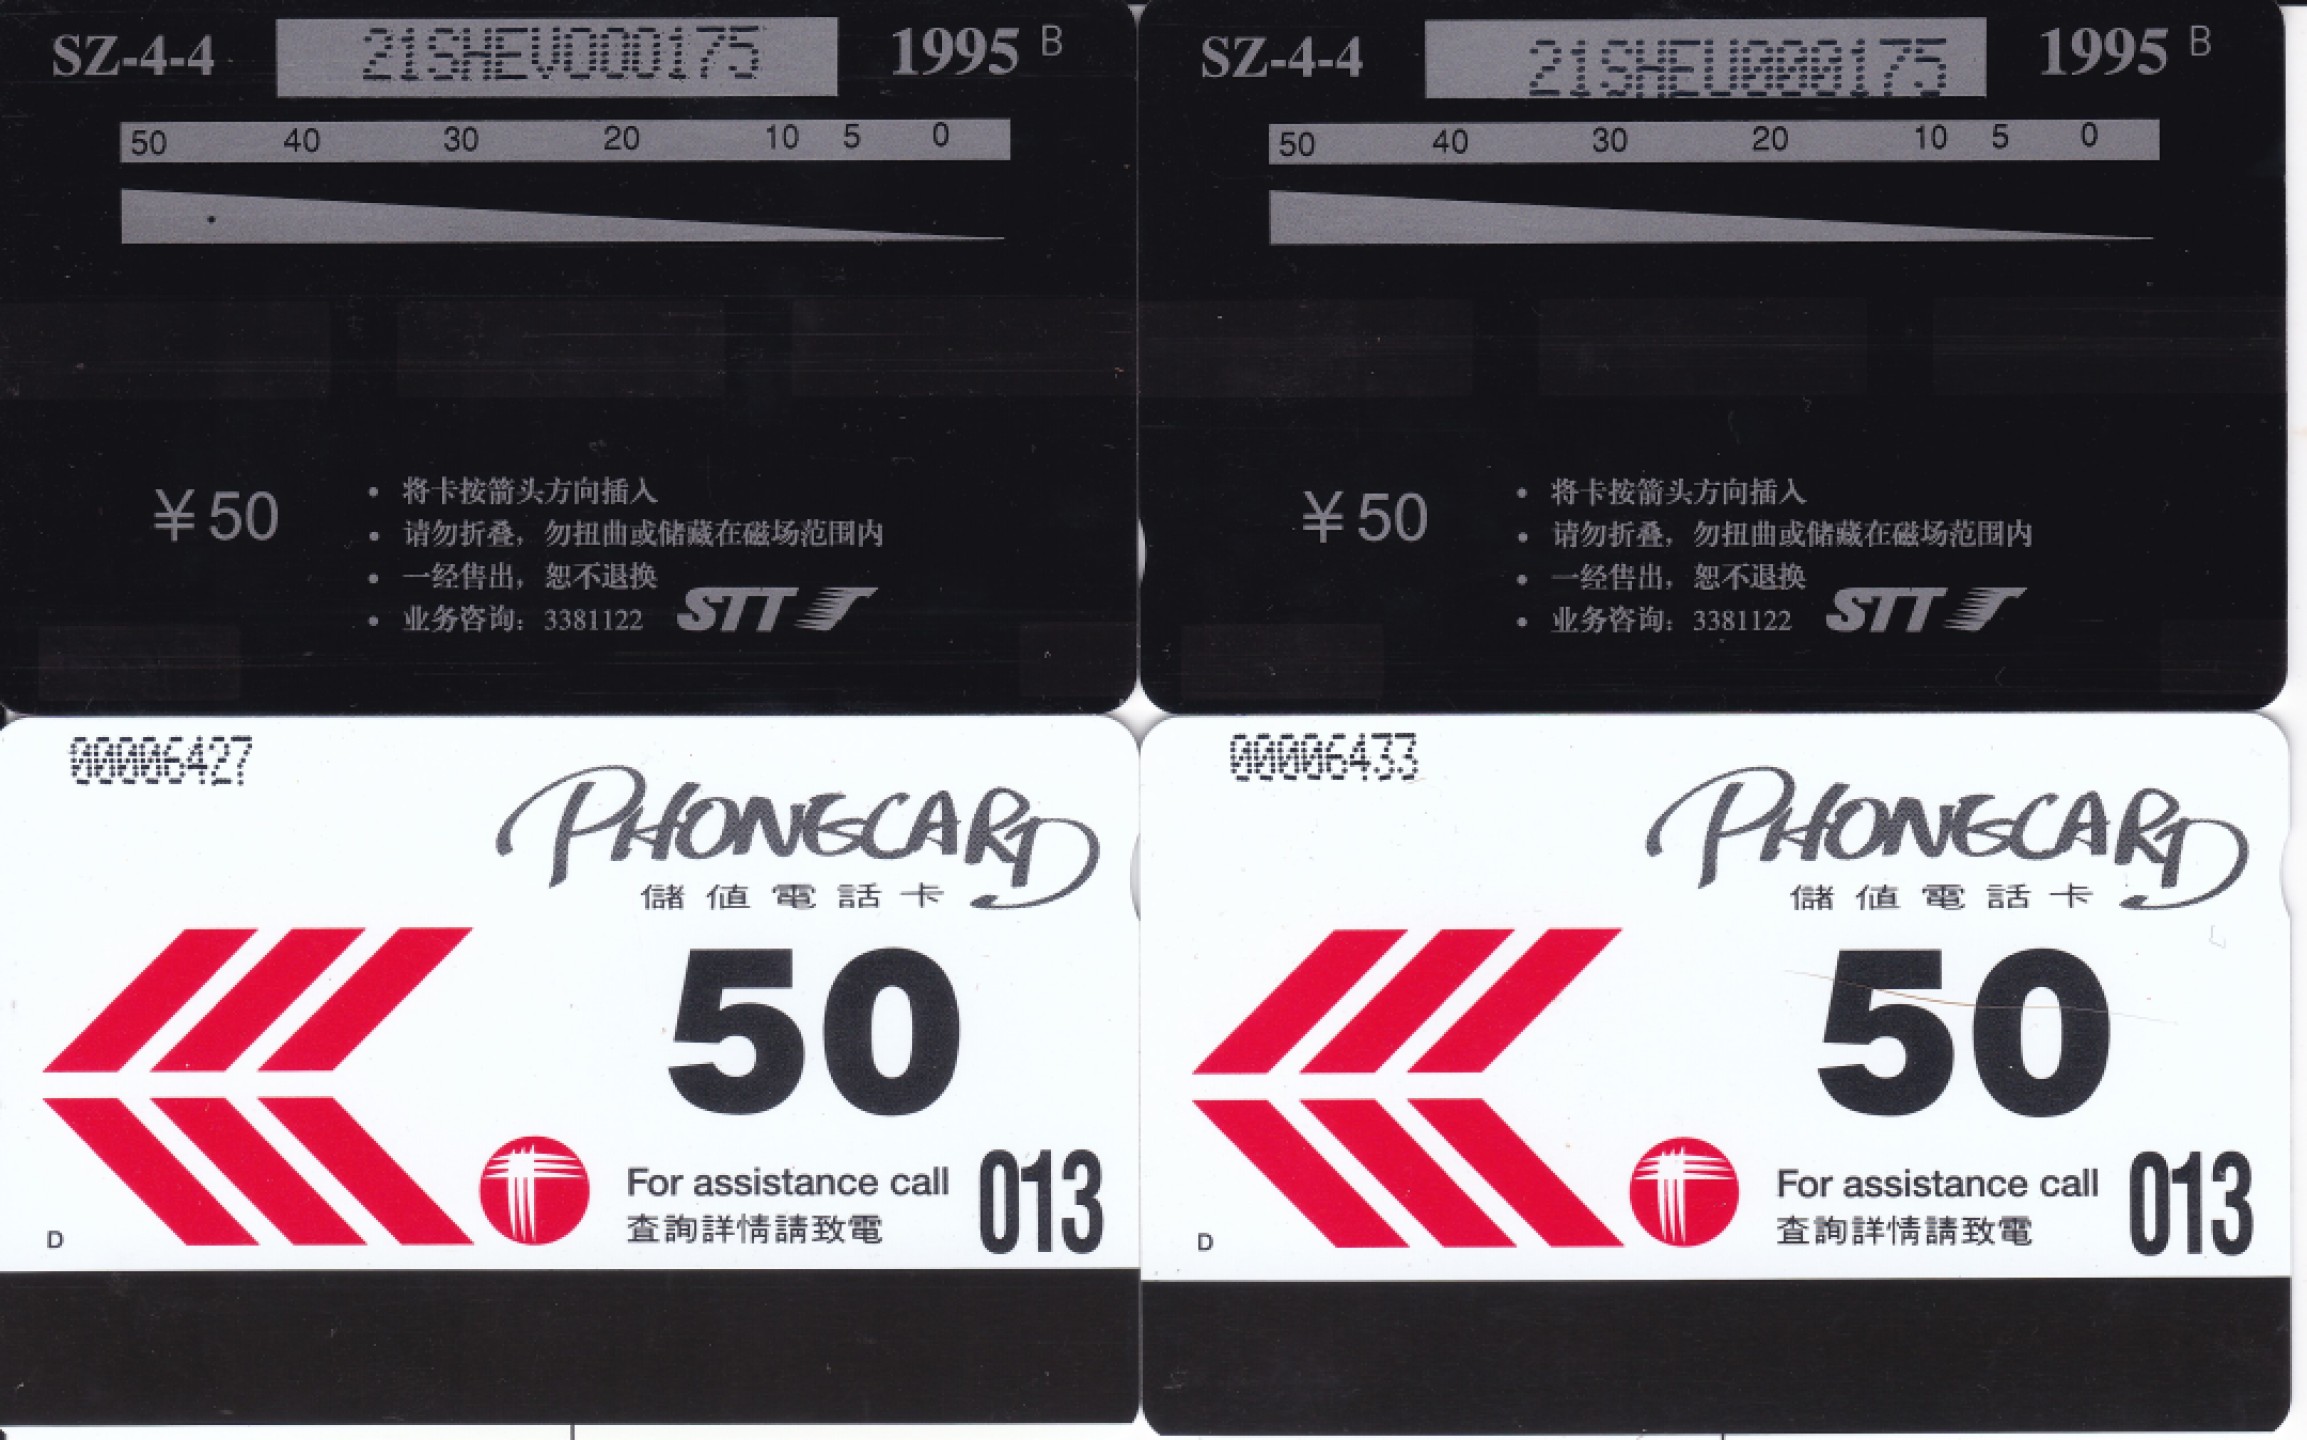 SZ-4-4 21SHEV000175 1995 B
50 40 30 20 10 5 0
¥50
• 将卡按箭头方向插入
• 请勿折叠，勿扭曲或储藏在磁场范围内
• 一经售出，恕不退换
• 业务咨询：3381122 STT
SZ-4-4 21SHEU000175 1995 B
50 40 30 20 10 5 0
¥50
• 将卡按箭头方向插入
• 请勿折叠，勿扭曲或储藏在磁场范围内
• 一经售出，恕不退换
• 业务咨询：3381122 STT
00006427
PHONECARD
儲值電話卡
50
For assistance call 013
查詢詳情請致電
D
00006433
PHONECARD
儲值電話卡
50
For assistance call 013
查詢詳情請致電
D